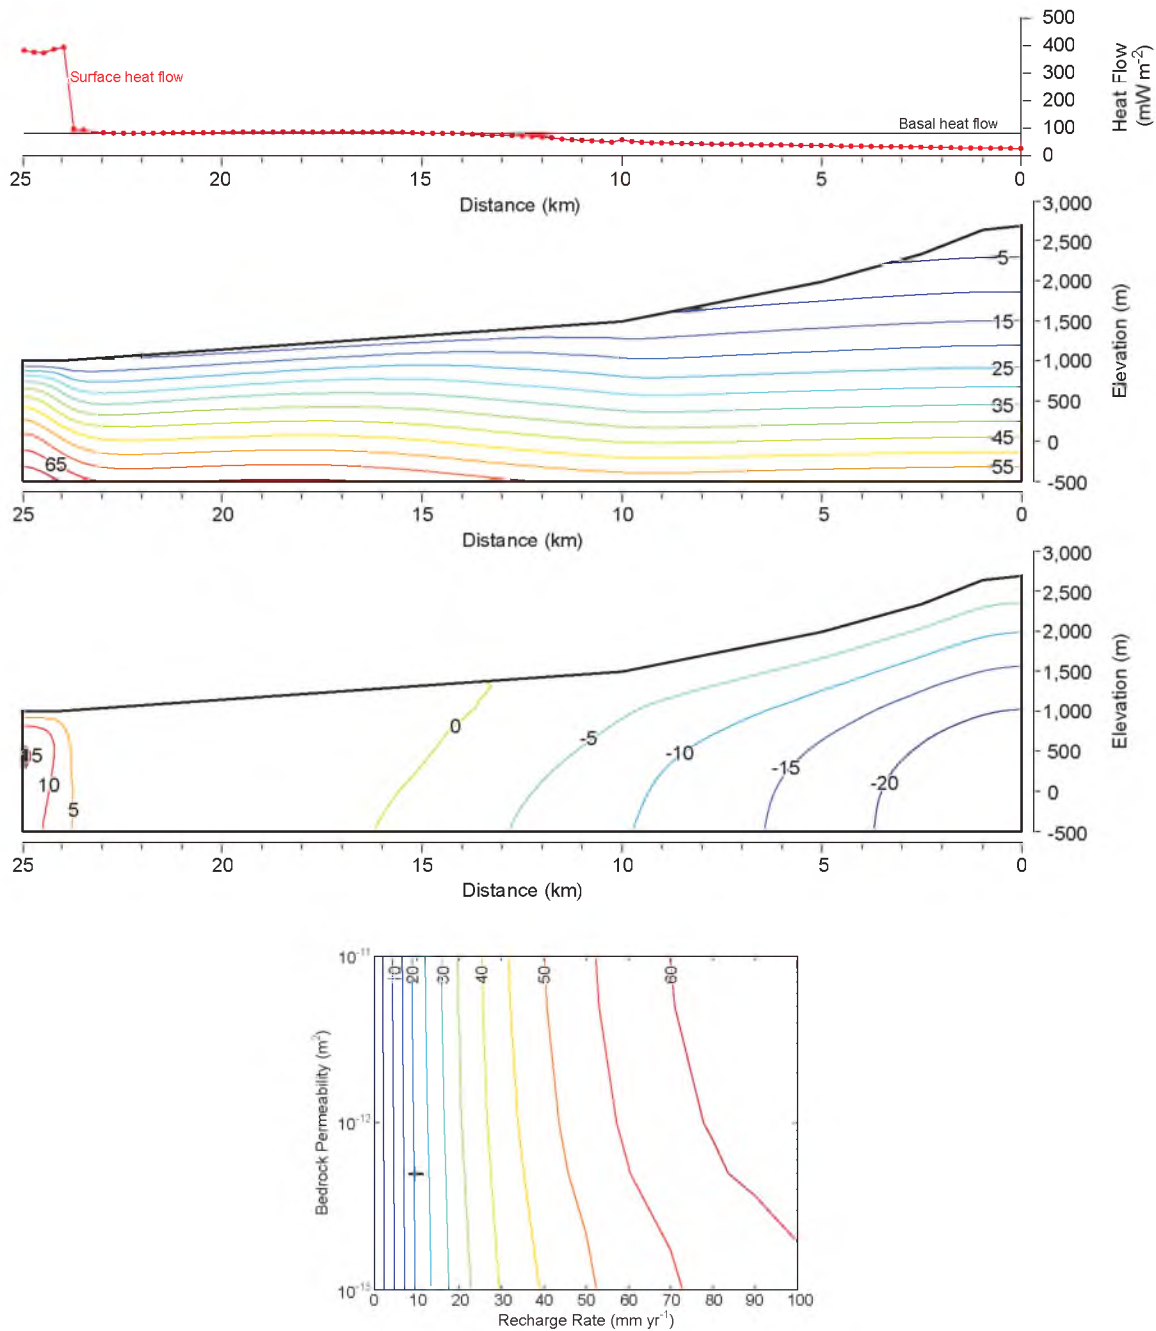 500
400
300
200
100
0
Heat Flow
(mW m⁻²)
Surface heat flow
Basal heat flow
25 20 15 10 5 0
Distance (km)
3,000
2,500
2,000
1,500
1,000
500
0
-500
Elevation (m)
5
15
25
35
45
55
65
25 20 15 10 5 0
Distance (km)
3,000
2,500
2,000
1,500
1,000
500
0
-500
Elevation (m)
0
-5
-10
-15
-20
15
10
5
25 20 15 10 5 0
Distance (km)
10⁻¹¹
10⁻¹²
10⁻¹³
Bedrock Permeability (m²)
10 20 30 40 50 60
0 10 20 30 40 50 60 70 80 90 100
Recharge Rate (mm yr⁻¹)